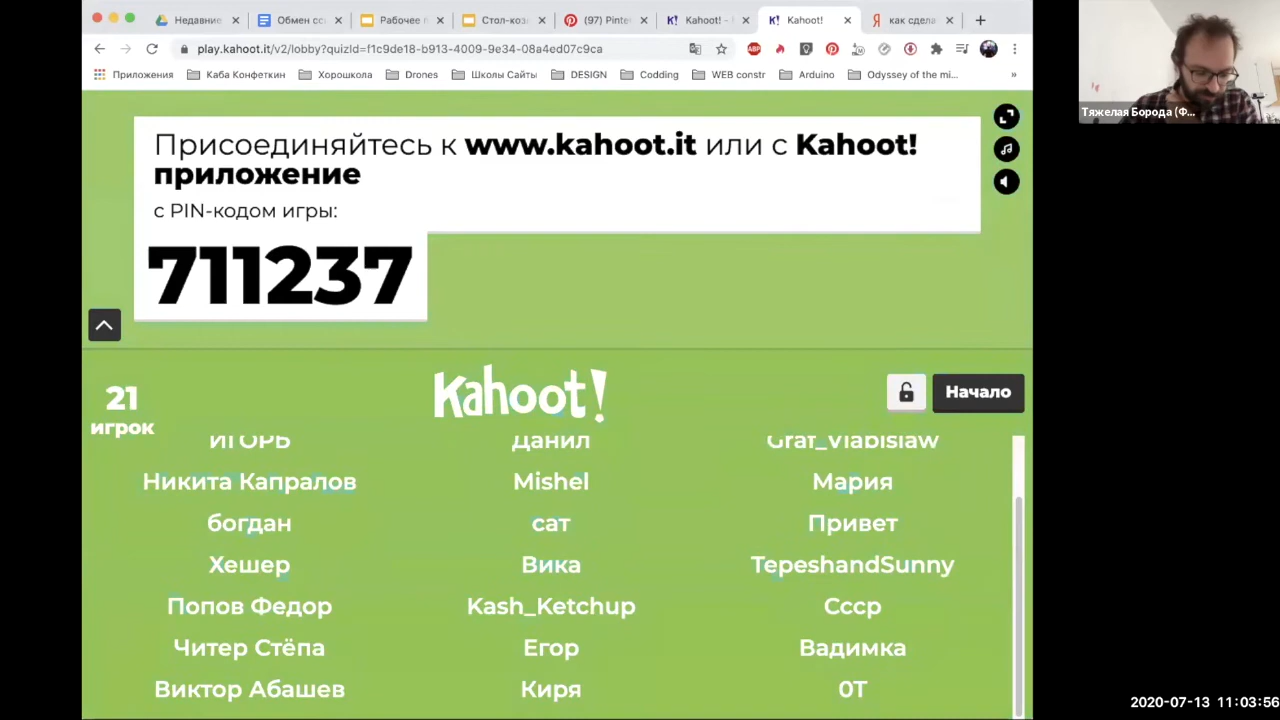 Недавние
Обмен сс
Рабочее п
Стол-коз
(97) Pinte
Kahoot! -
Kahoot!
как сдела
play.kahoot.it/v2/lobby?quizId=f1c9de18-b913-4009-9e34-08a4ed07c9ca
Приложения
Каба Конфеткин
Хорошкола
Drones
Школы Сайты
DESIGN
Codding
WEB constr
Arduino
Odyssey of the mi...
»
Тяжелая Борода (Ф...
Присоединяйтесь к www.kahoot.it или с Kahoot!
приложение
с PIN-кодом игры:
711237
21
игрок
Kahoot!
Начало
ИГОРЬ Данил Graf_Vlabislaw
Никита Капралов Mishel Мария
богдан сат Привет
Хешер Вика TepeshandSunny
Попов Федор Kash_Ketchup Ссср
Читер Стёпа Егор Вадимка
Виктор Абашев Киря 0T
2020-07-13 11:03:56